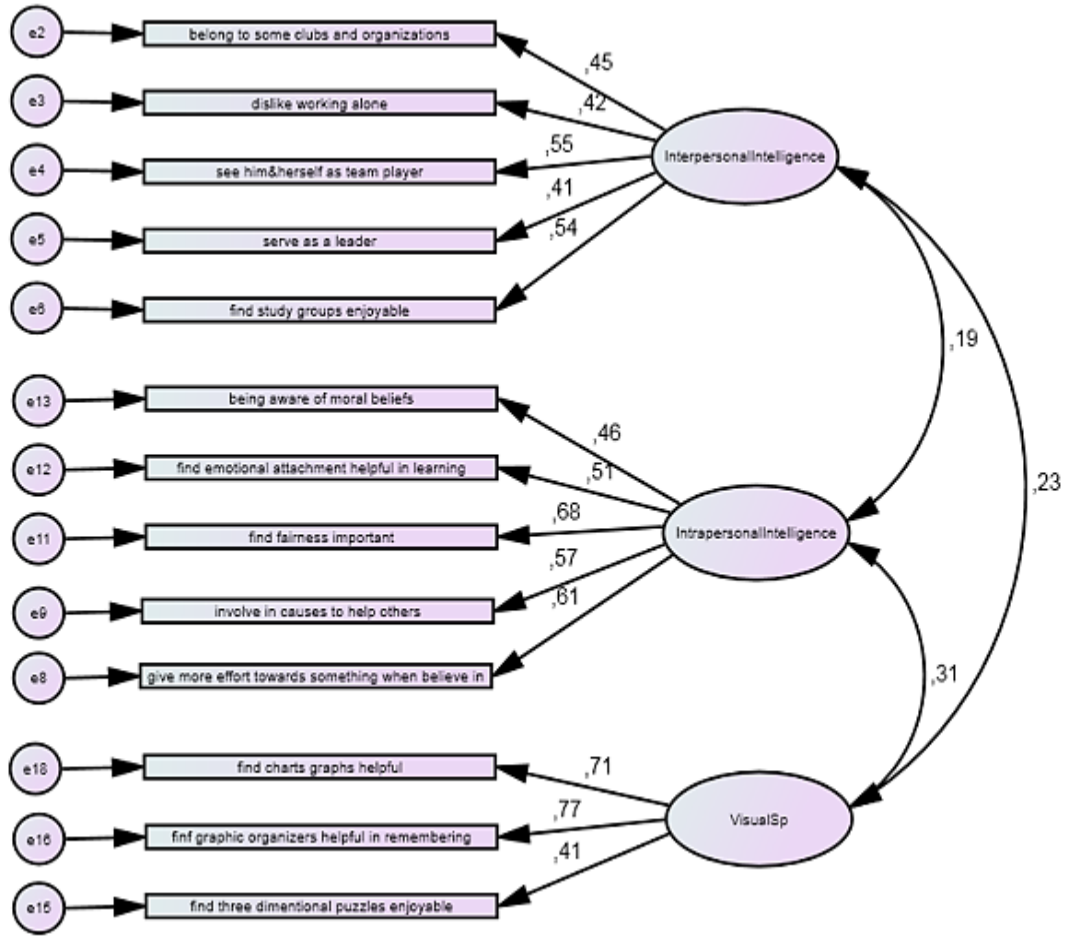 e2
belong to some clubs and organizations
,45
e3
dislike working alone
,42
e4
see him&herself as team player
,55
InterpersonalIntelligence
e5
serve as a leader
,41
e6
find study groups enjoyable
,54
,19
e13
being aware of moral beliefs
,46
e12
find emotional attachment helpful in learning
,51
,23
e11
find fairness important
,68
IntrapersonalIntelligence
e9
involve in causes to help others
,57
e8
give more effort towards something when believe in
,61
,31
e18
find charts graphs helpful
,71
e16
finf graphic organizers helpful in remembering
,77
VisualSp
e15
find three dimentional puzzles enjoyable
,41